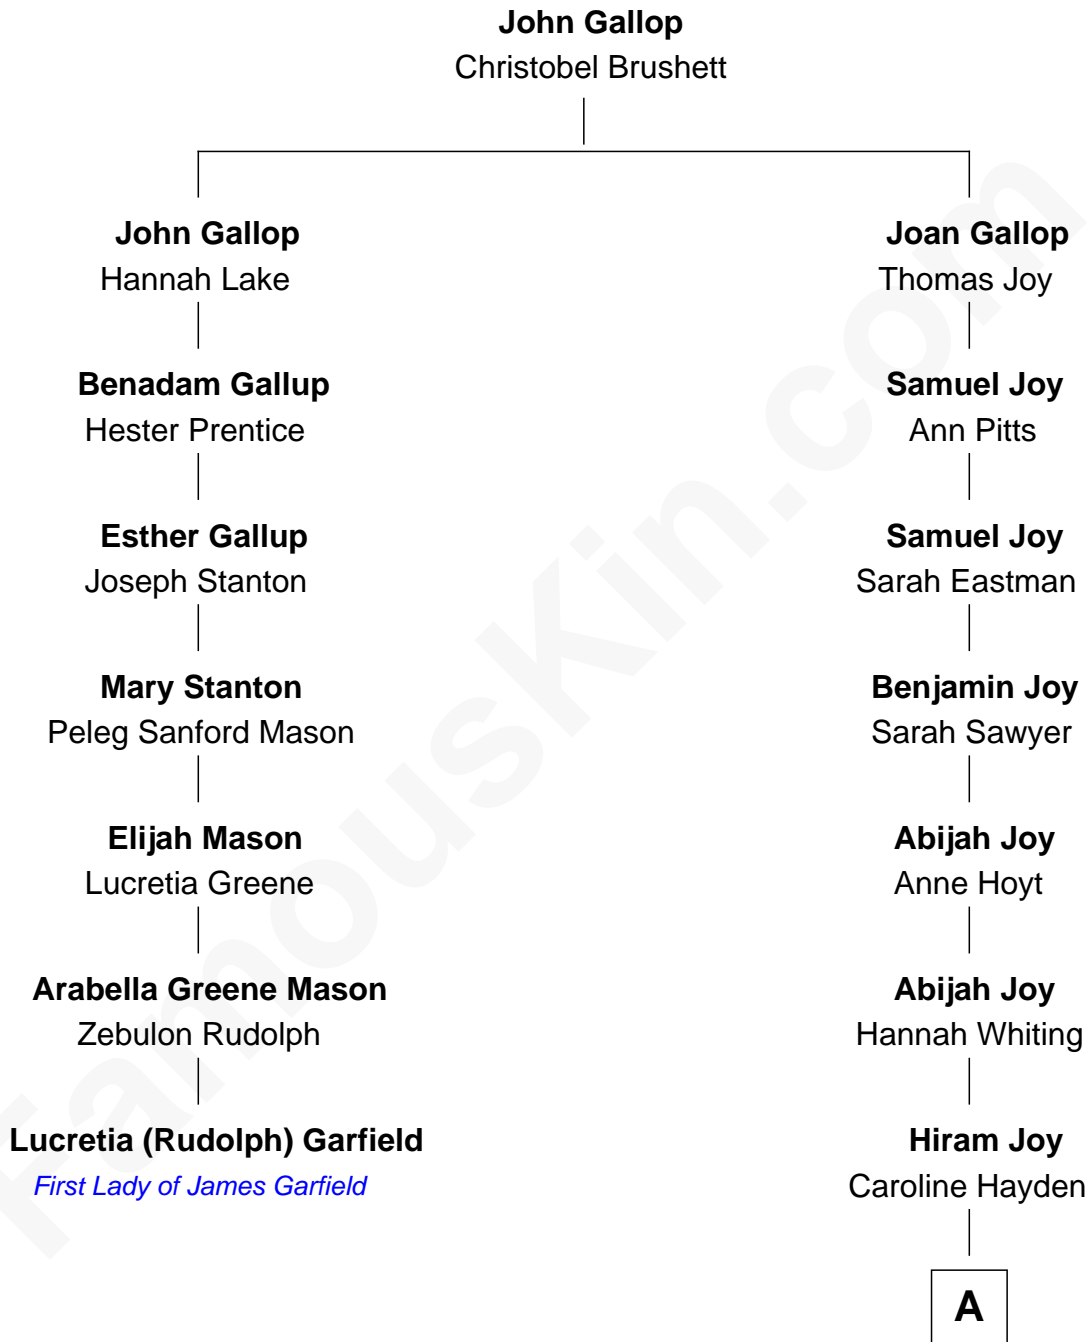 John Gallop
Christobel Brushett
John Gallop
Hannah Lake
Joan Gallop
Thomas Joy
Benadam Gallup
Hester Prentice
Samuel Joy
Ann Pitts
Esther Gallup
Joseph Stanton
Samuel Joy
Sarah Eastman
Mary Stanton
Peleg Sanford Mason
Benjamin Joy
Sarah Sawyer
Elijah Mason
Lucretia Greene
Abijah Joy
Anne Hoyt
Arabella Greene Mason
Zebulon Rudolph
Abijah Joy
Hannah Whiting
Lucretia (Rudolph) Garfield
First Lady of James Garfield
Hiram Joy
Caroline Hayden
A
FamousKin.com